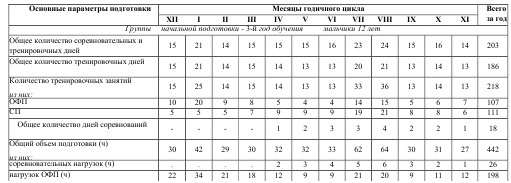 Основные параметры подготовки Месяцы годичного цикла Всего за год
XII I II III IV V VI VII VIII IX X XI
Группы начальной подготовки - 3-й год обучения мальчики 12 лет
Общее количество соревновательных и тренировочных дней 15 21 14 15 15 15 16 23 24 15 16 14 203
Общее количество тренировочных дней 15 21 14 15 14 13 13 20 21 13 14 13 186
Количество тренировочных занятий 15 25 14 15 14 13 13 33 36 13 14 13 218
из них:
ОФП 10 20 9 8 5 4 4 14 15 5 6 7 107
СП 5 5 5 7 9 9 9 19 21 8 8 6 111
Общее количество дней соревнований - - - - 1 2 3 3 4 2 2 1 18
Общий объем подготовки (ч) 30 42 29 30 32 32 33 62 64 30 31 27 442
из них:
соревновательных нагрузок (ч) . . . . 2 3 4 5 6 3 2 1 26
нагрузок ОФП (ч) 22 34 21 18 12 9 9 21 20 9 11 12 198